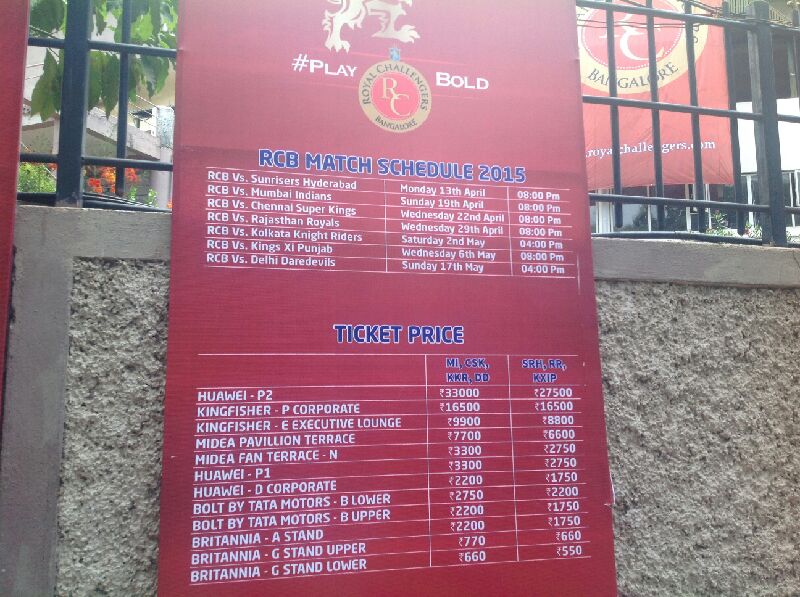 #PLAY BOLD
ROYAL CHALLENGERS
RC
BANGALORE
RC
BANGALORE
royalchallengers.com
RCB MATCH SCHEDULE 2015
RCB Vs. Sunrisers Hyderabad Monday 13th April 08:00 Pm
RCB Vs. Mumbai Indians Sunday 19th April 08:00 Pm
RCB Vs. Chennai Super Kings Wednesday 22nd April 08:00 Pm
RCB Vs. Rajasthan Royals Wednesday 29th April 08:00 Pm
RCB Vs. Kolkata Knight Riders Saturday 2nd May 04:00 Pm
RCB Vs. Kings Xi Punjab Wednesday 6th May 08:00 Pm
RCB Vs. Delhi Daredevils Sunday 17th May 04:00 Pm
TICKET PRICE
MI, CSK, SRH, RR,
KKR, DD KXIP
HUAWEI - P2 ₹33000 ₹27500
KINGFISHER - P CORPORATE ₹16500 ₹16500
KINGFISHER - E EXECUTIVE LOUNGE ₹9900 ₹8800
MIDEA PAVILLION TERRACE ₹7700 ₹6600
MIDEA FAN TERRACE - N ₹3300 ₹2750
HUAWEI - P1 ₹3300 ₹2750
HUAWEI - D CORPORATE ₹2200 ₹1750
BOLT BY TATA MOTORS - B LOWER ₹2750 ₹2200
BOLT BY TATA MOTORS - B UPPER ₹2200 ₹1750
BRITANNIA - A STAND ₹2200 ₹1750
BRITANNIA - G STAND UPPER ₹770 ₹660
BRITANNIA - G STAND LOWER ₹660 ₹550